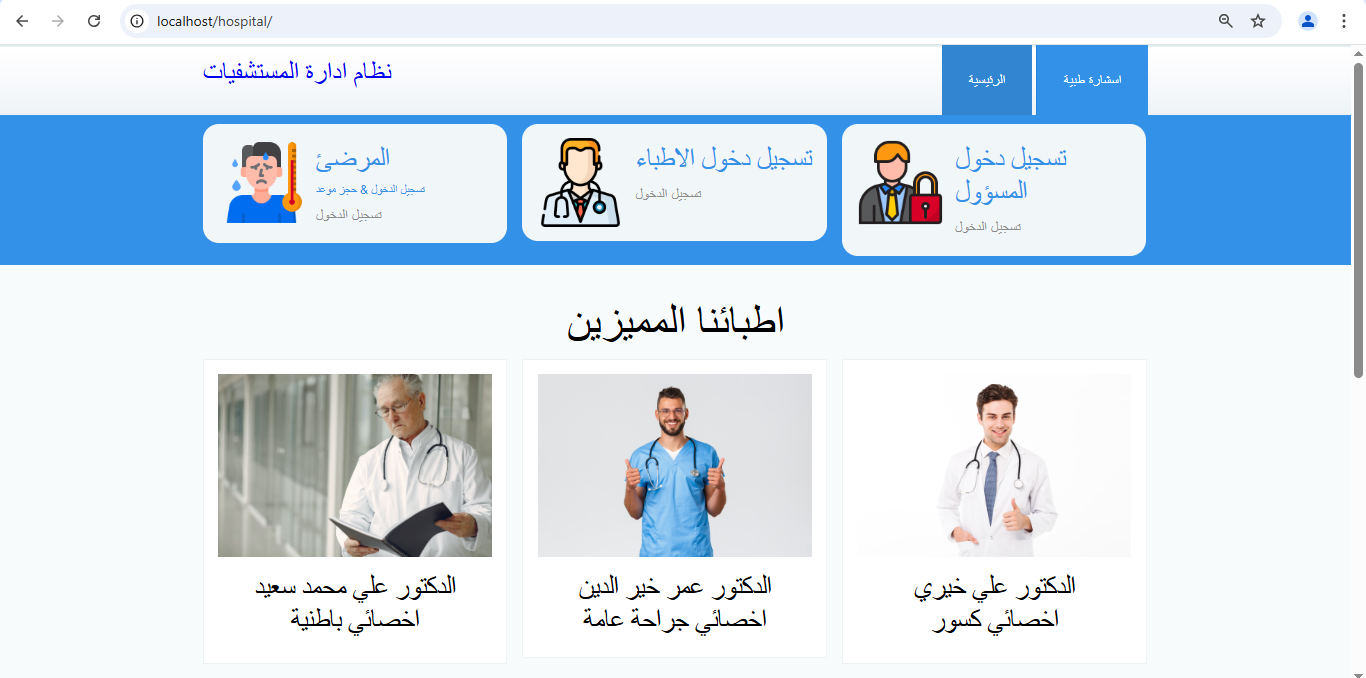 localhost/hospital/
نظام ادارة المستشفيات
الرئيسية
اسشارة طبية
المرضئ
تسجيل الدخول & حجز موعد
تسجيل الدخول
تسجيل دخول الاطباء
تسجيل الدخول
تسجيل دخول
المسؤول
تسجيل الدخول
اطبائنا المميزين
الدكتور علي محمد سعيد
اخصائي باطنية
الدكتور عمر خير الدين
اخصائي جراحة عامة
الدكتور علي خيري
اخصائي كسور